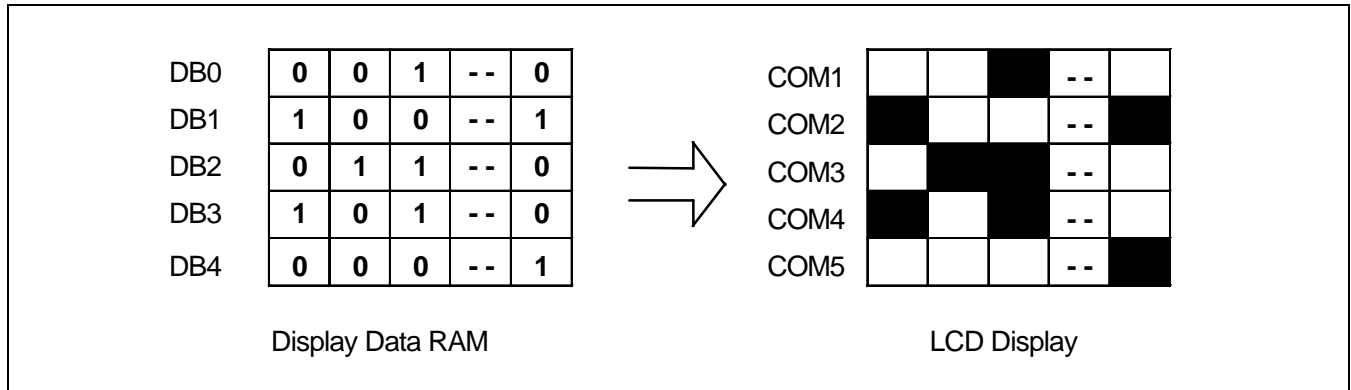 DB0 0 0 1 -- 0 COM1 --
DB1 1 0 0 -- 1 COM2 --
DB2 0 1 1 -- 0 COM3 --
DB3 1 0 1 -- 0 COM4 --
DB4 0 0 0 -- 1 COM5 --
Display Data RAM LCD Display